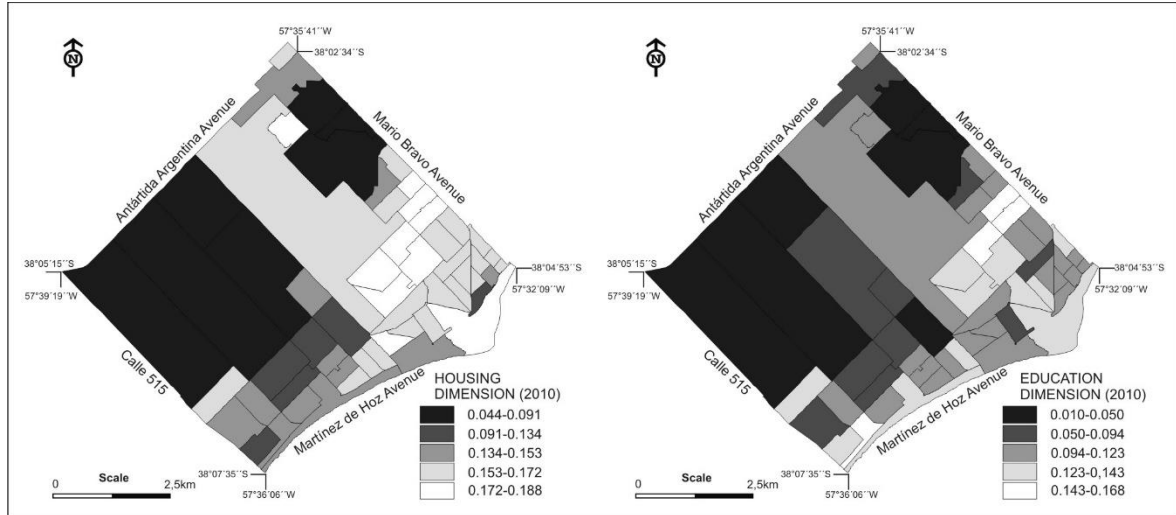 57°35´41´´W
38°02´34´´S
N
Antártida Argentina Avenue
Mario Bravo Avenue
38°05´15´´S
57°39´19´´W
38°04´53´´S
57°32´09´´W
Calle 515
Martínez de Hoz Avenue
38°07´35´´S
57°36´06´´W
HOUSING
DIMENSION (2010)
0.044-0.091
0.091-0.134
0.134-0.153
0.153-0.172
0.172-0.188
0 Scale 2,5km
57°35´41´´W
38°02´34´´S
N
Antártida Argentina Avenue
Mario Bravo Avenue
38°05´15´´S
57°39´19´´W
38°04´53´´S
57°32´09´´W
Calle 515
Martínez de Hoz Avenue
38°07´35´´S
57°36´06´´W
EDUCATION
DIMENSION (2010)
0.010-0.050
0.050-0.094
0.094-0.123
0.123-0,143
0.143-0.168
0 Scale 2,5km